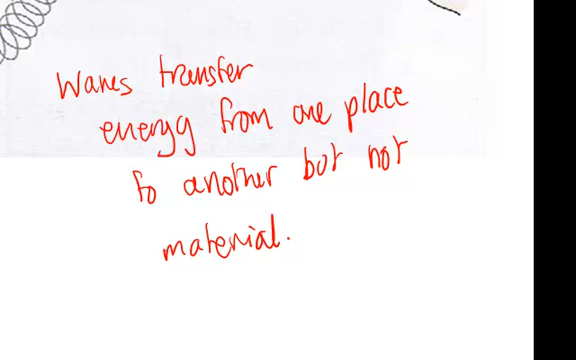 Waves transfer
energy from one place
to another but not
material.